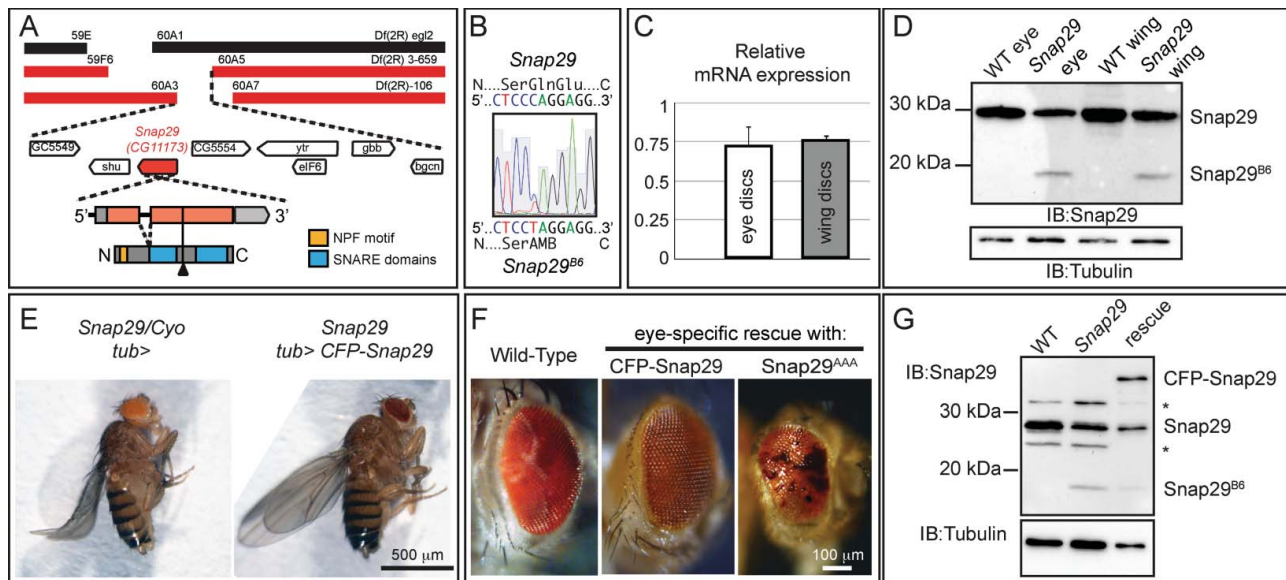 A
59E
60A1
Df(2R) egl2
59F6
60A5
Df(2R) 3-659
60A3
60A7
Df(2R)-106
Snap29
(CG11173)
GC5549
CG5554
ytr
gbb
shu
eIF6
bgcn
5’
3’
N
C
NPF motif
SNARE domains
B
Snap29
N...SerGlnGlu...C
5’..CTCCCAGGAGG..3’
5’..CTCCTAGGAGG..3’
N...SerAMB C
Snap29B6
C
Relative
mRNA expression
1
0.75
0.5
0.25
eye discs
wing discs
D
WT eye
Snap29
eye
WT wing
Snap29
wing
30 kDa
Snap29
20 kDa
Snap29B6
IB:Snap29
IB:Tubulin
E
Snap29/Cyo
tub>
Snap29
tub> CFP-Snap29
500 μm
F
eye-specific rescue with:
Wild-Type
CFP-Snap29
Snap29AAA
100 μm
G
WT
Snap29
rescue
IB:Snap29
CFP-Snap29
*
30 kDa
Snap29
*
20 kDa
Snap29B6
IB:Tubulin